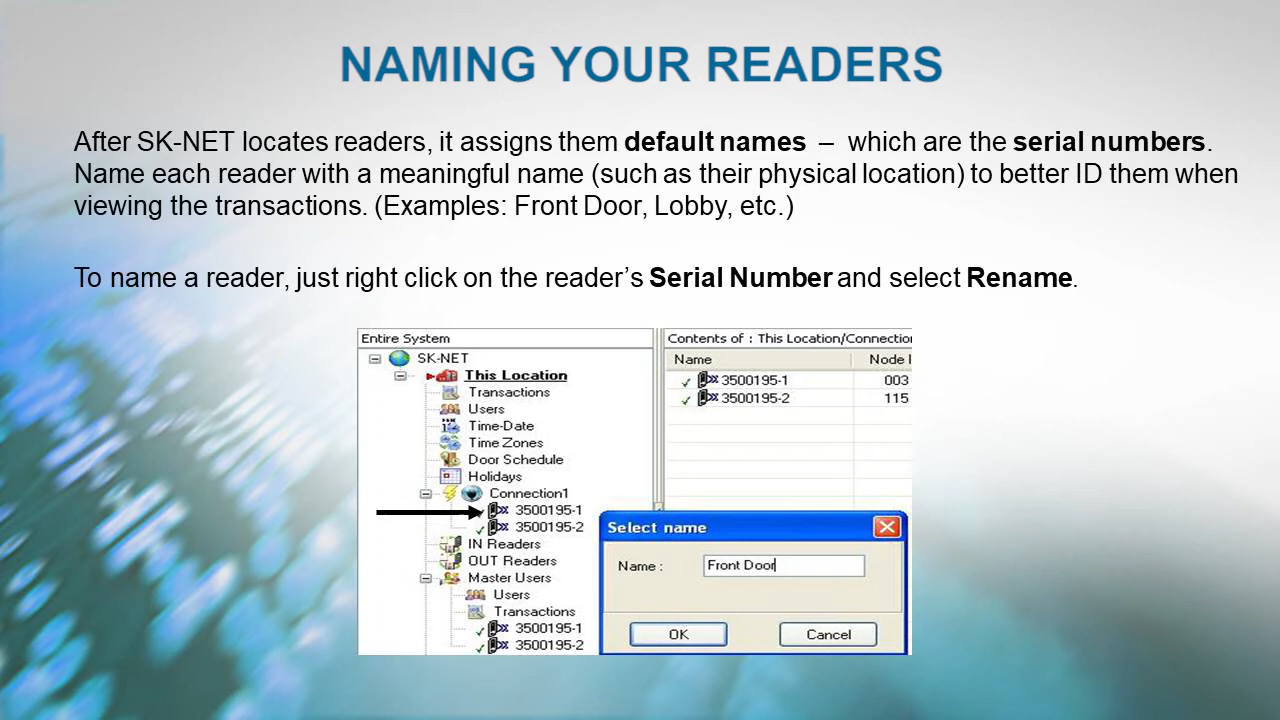 NAMING YOUR READERS
After SK-NET locates readers, it assigns them default names – which are the serial numbers.
Name each reader with a meaningful name (such as their physical location) to better ID them when
viewing the transactions. (Examples: Front Door, Lobby, etc.)
To name a reader, just right click on the reader’s Serial Number and select Rename.
Entire System
SK-NET
This Location
Transactions
Users
Time-Date
Time Zones
Door Schedule
Holidays
Connection1
3500195-1
3500195-2
IN Readers
OUT Readers
Master Users
Users
Transactions
3500195-1
3500195-2
Contents of : This Location/Connection
Name Node I
3500195-1 003
3500195-2 115
Select name
Name : Front Door
OK Cancel